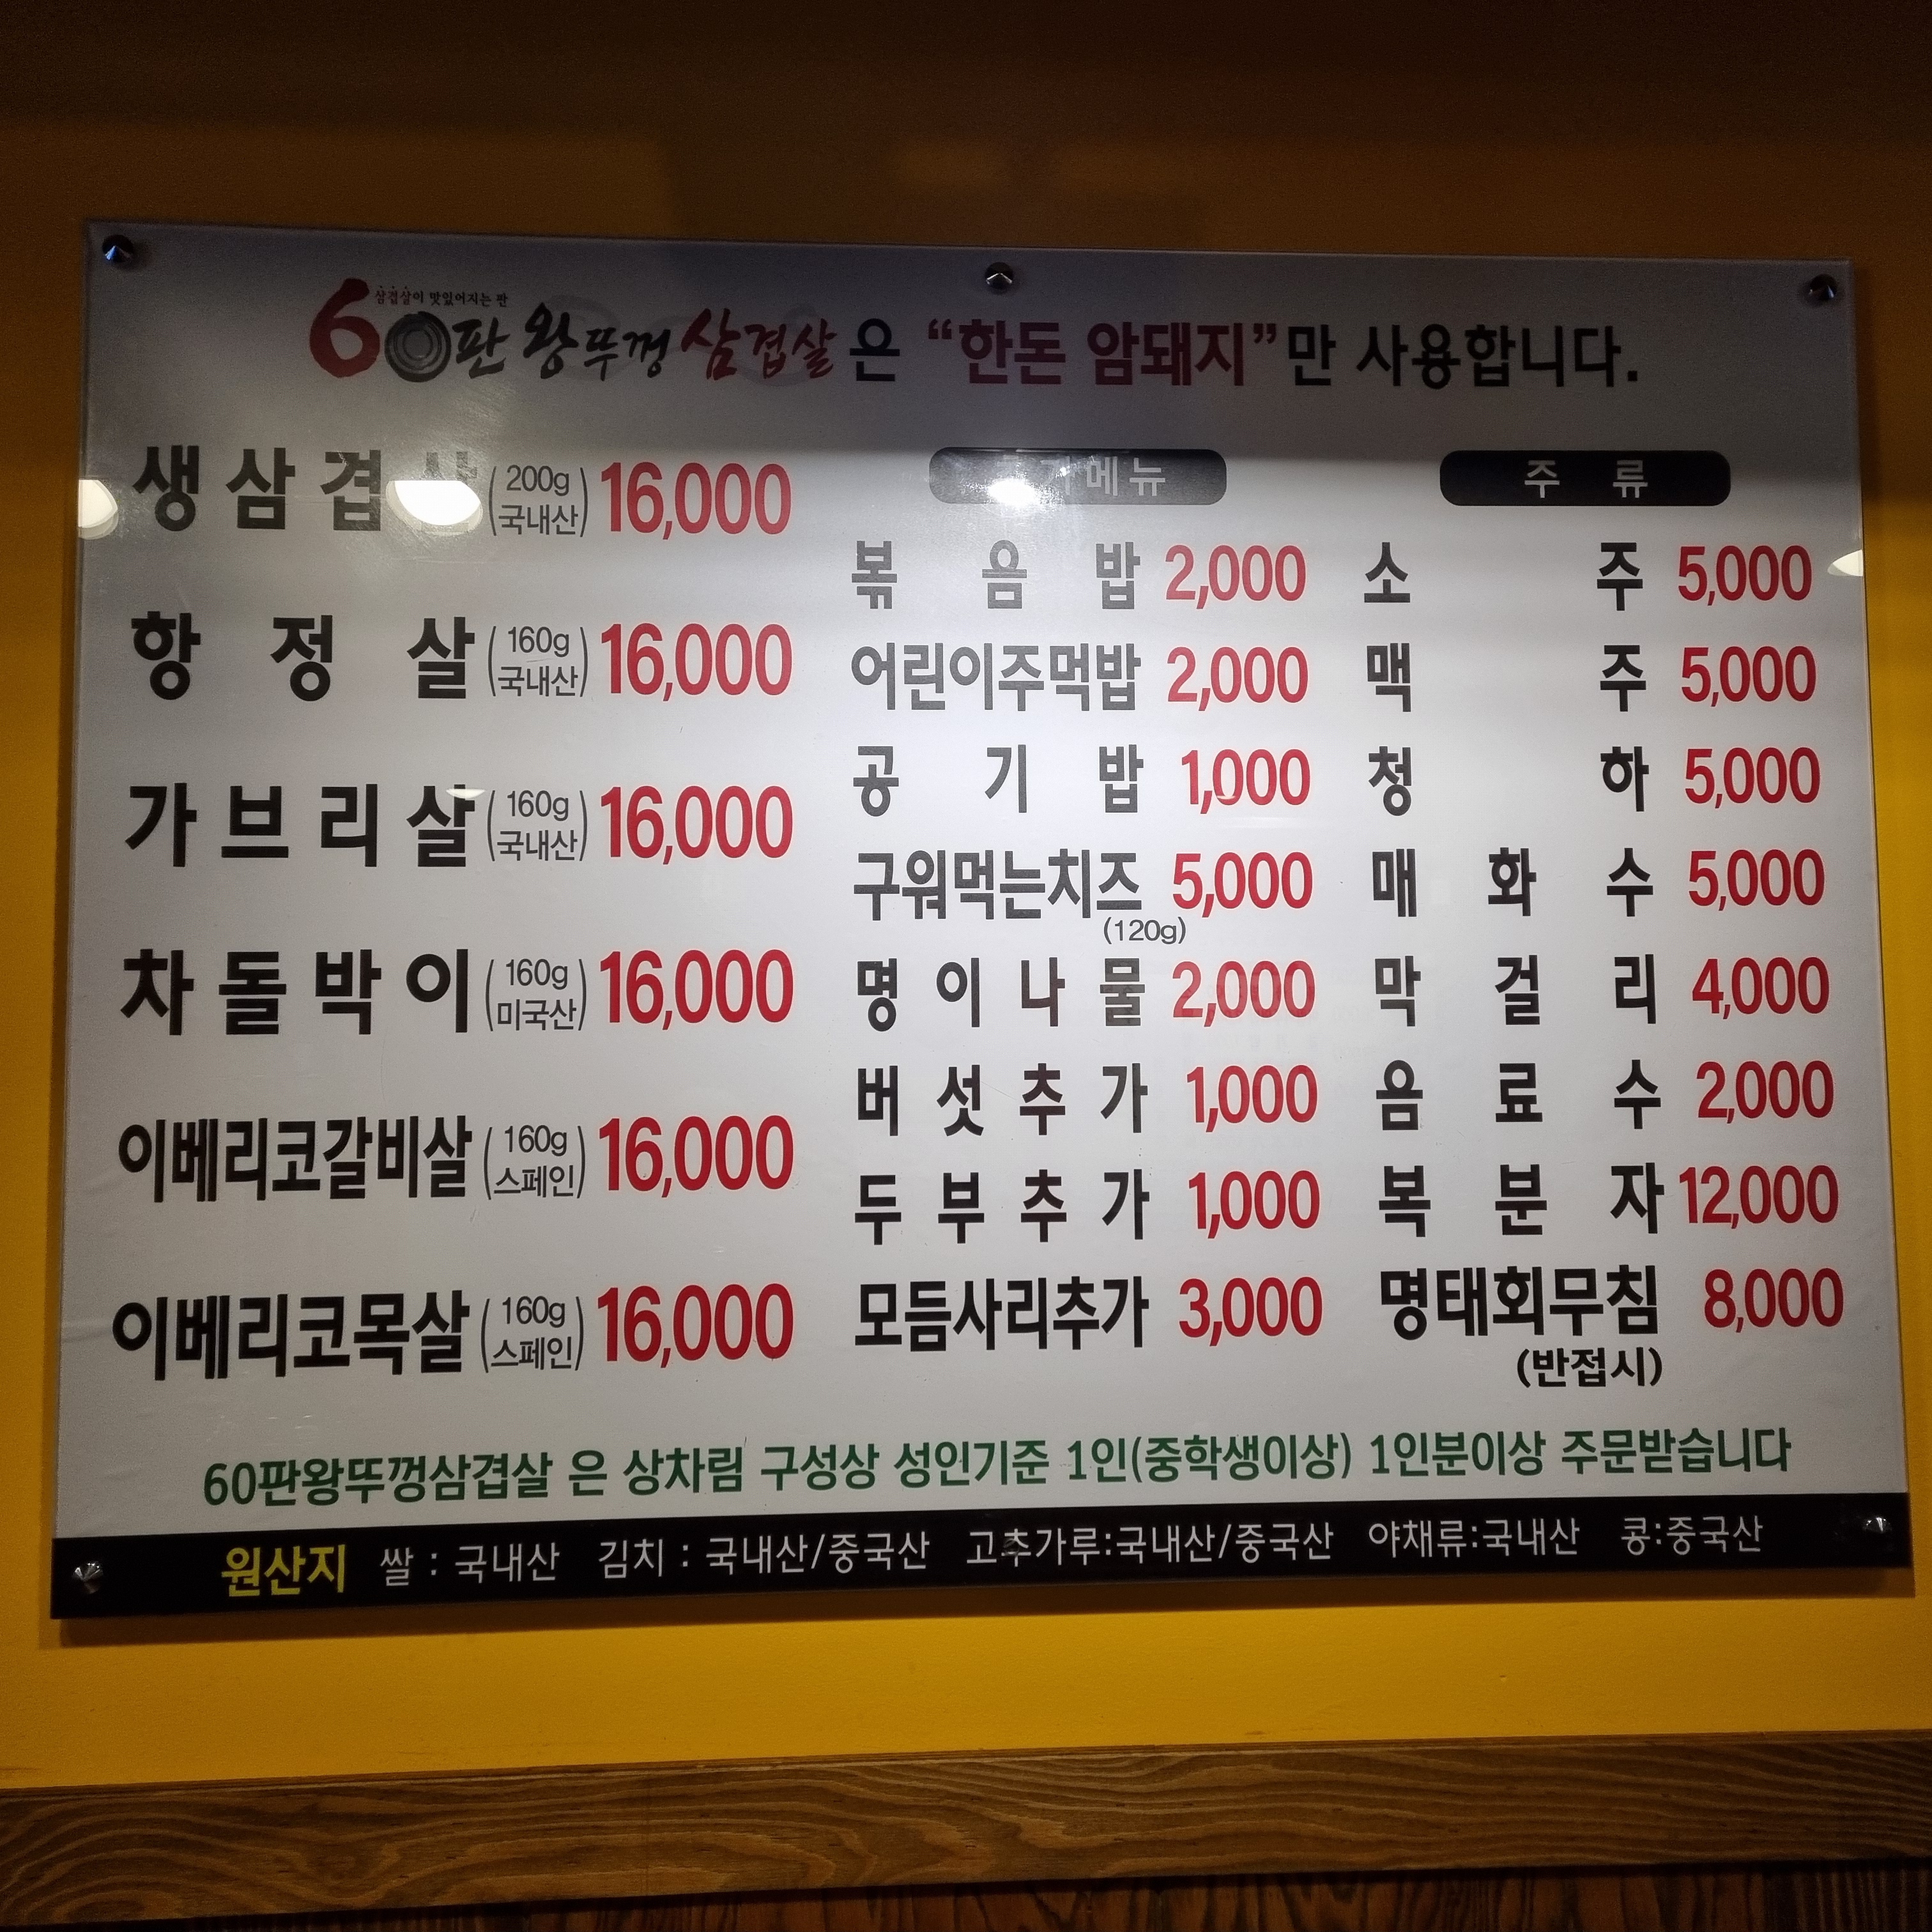 삼겹살이 맛있어지는 판
60판 왕뚜껑 삼겹살 은 “한돈 암돼지”만 사용합니다.
생삼겹살 (200g 국내산) 16,000
항정살 (160g 국내산) 16,000
가브리살 (160g 국내산) 16,000
차돌박이 (160g 미국산) 16,000
이베리코갈비살 (160g 스페인) 16,000
이베리코목살 (160g 스페인) 16,000
추가메뉴
볶음밥 2,000
어린이주먹밥 2,000
공기밥 1,000
구워먹는치즈 5,000
(120g)
명이나물 2,000
버섯추가 1,000
두부추가 1,000
모듬사리추가 3,000
주류
소주 5,000
맥주 5,000
청하 5,000
매화수 5,000
막걸리 4,000
음료수 2,000
복분자 12,000
명태회무침 8,000
(반접시)
60판왕뚜껑삼겹살 은 상차림 구성상 성인기준 1인(중학생이상) 1인분이상 주문받습니다
원산지 쌀 : 국내산 김치 : 국내산/중국산 고추가루:국내산/중국산 야채류:국내산 콩:중국산